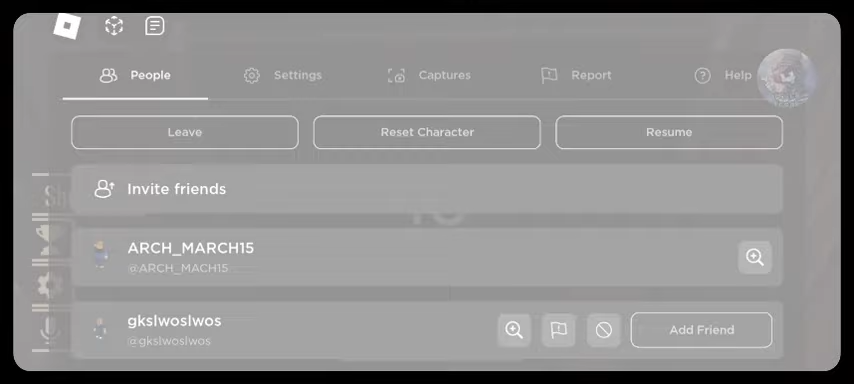 People
Settings
Captures
Report
Help
Leave
Reset Character
Resume
Invite friends
ARCH_MARCH15
@ARCH_MACH15
gkslwoslwos
@gkslwoslwos
Add Friend